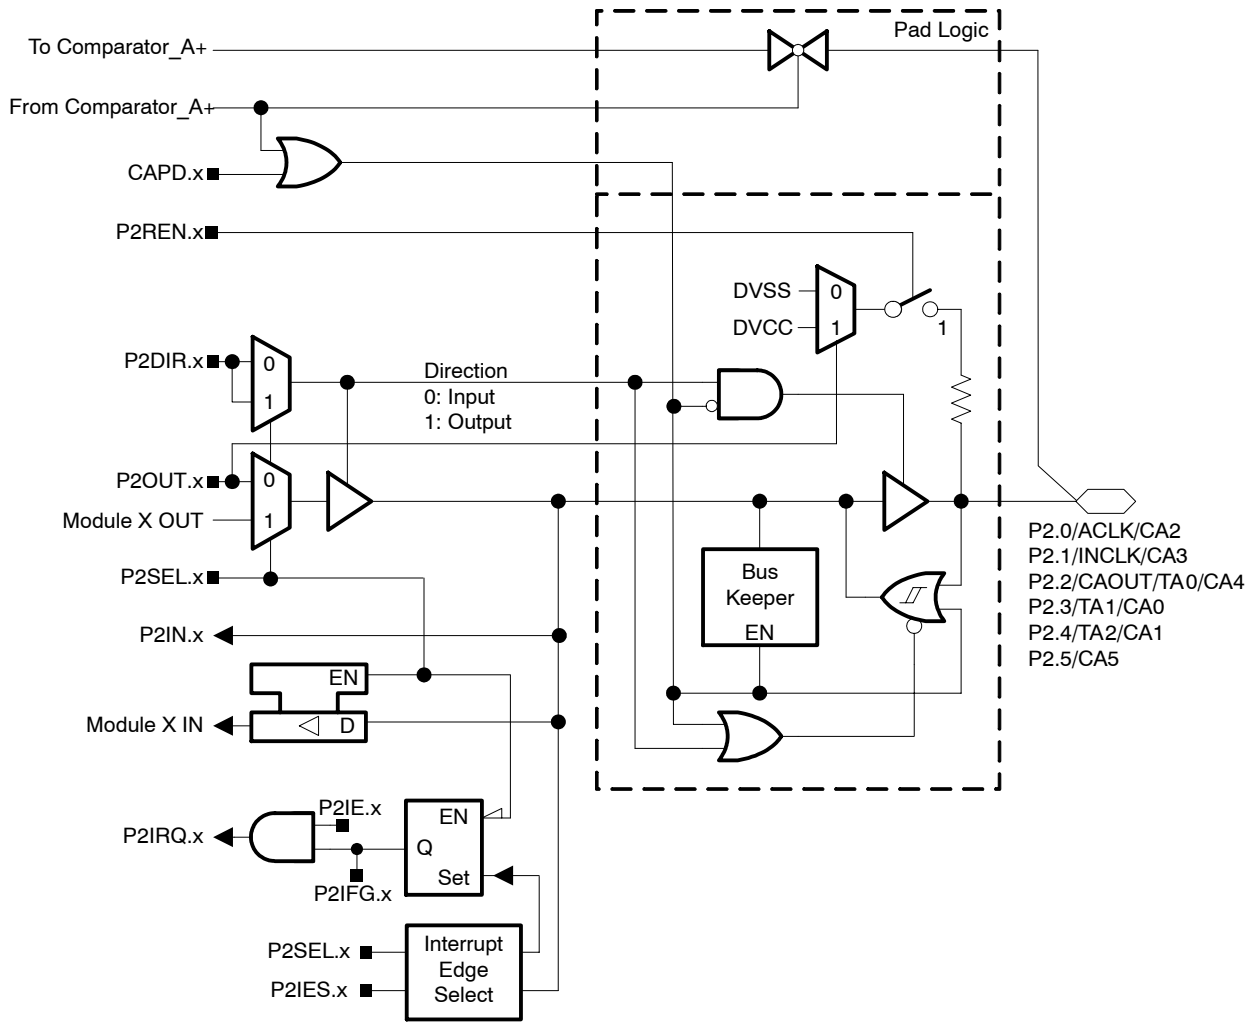 Pad Logic
To Comparator_A+
From Comparator_A+
CAPD.x
P2REN.x
DVSS
0
DVCC
1
1
P2DIR.x
0
1
Direction
0: Input
1: Output
P2OUT.x
0
Module X OUT
1
P2SEL.x
Bus
Keeper
EN
P2.0/ACLK/CA2
P2.1/INCLK/CA3
P2.2/CAOUT/TA0/CA4
P2.3/TA1/CA0
P2.4/TA2/CA1
P2.5/CA5
P2IN.x
EN
Module X IN
D
P2IE.x
P2IRQ.x
EN
Q
Set
P2IFG.x
P2SEL.x
P2IES.x
Interrupt
Edge
Select